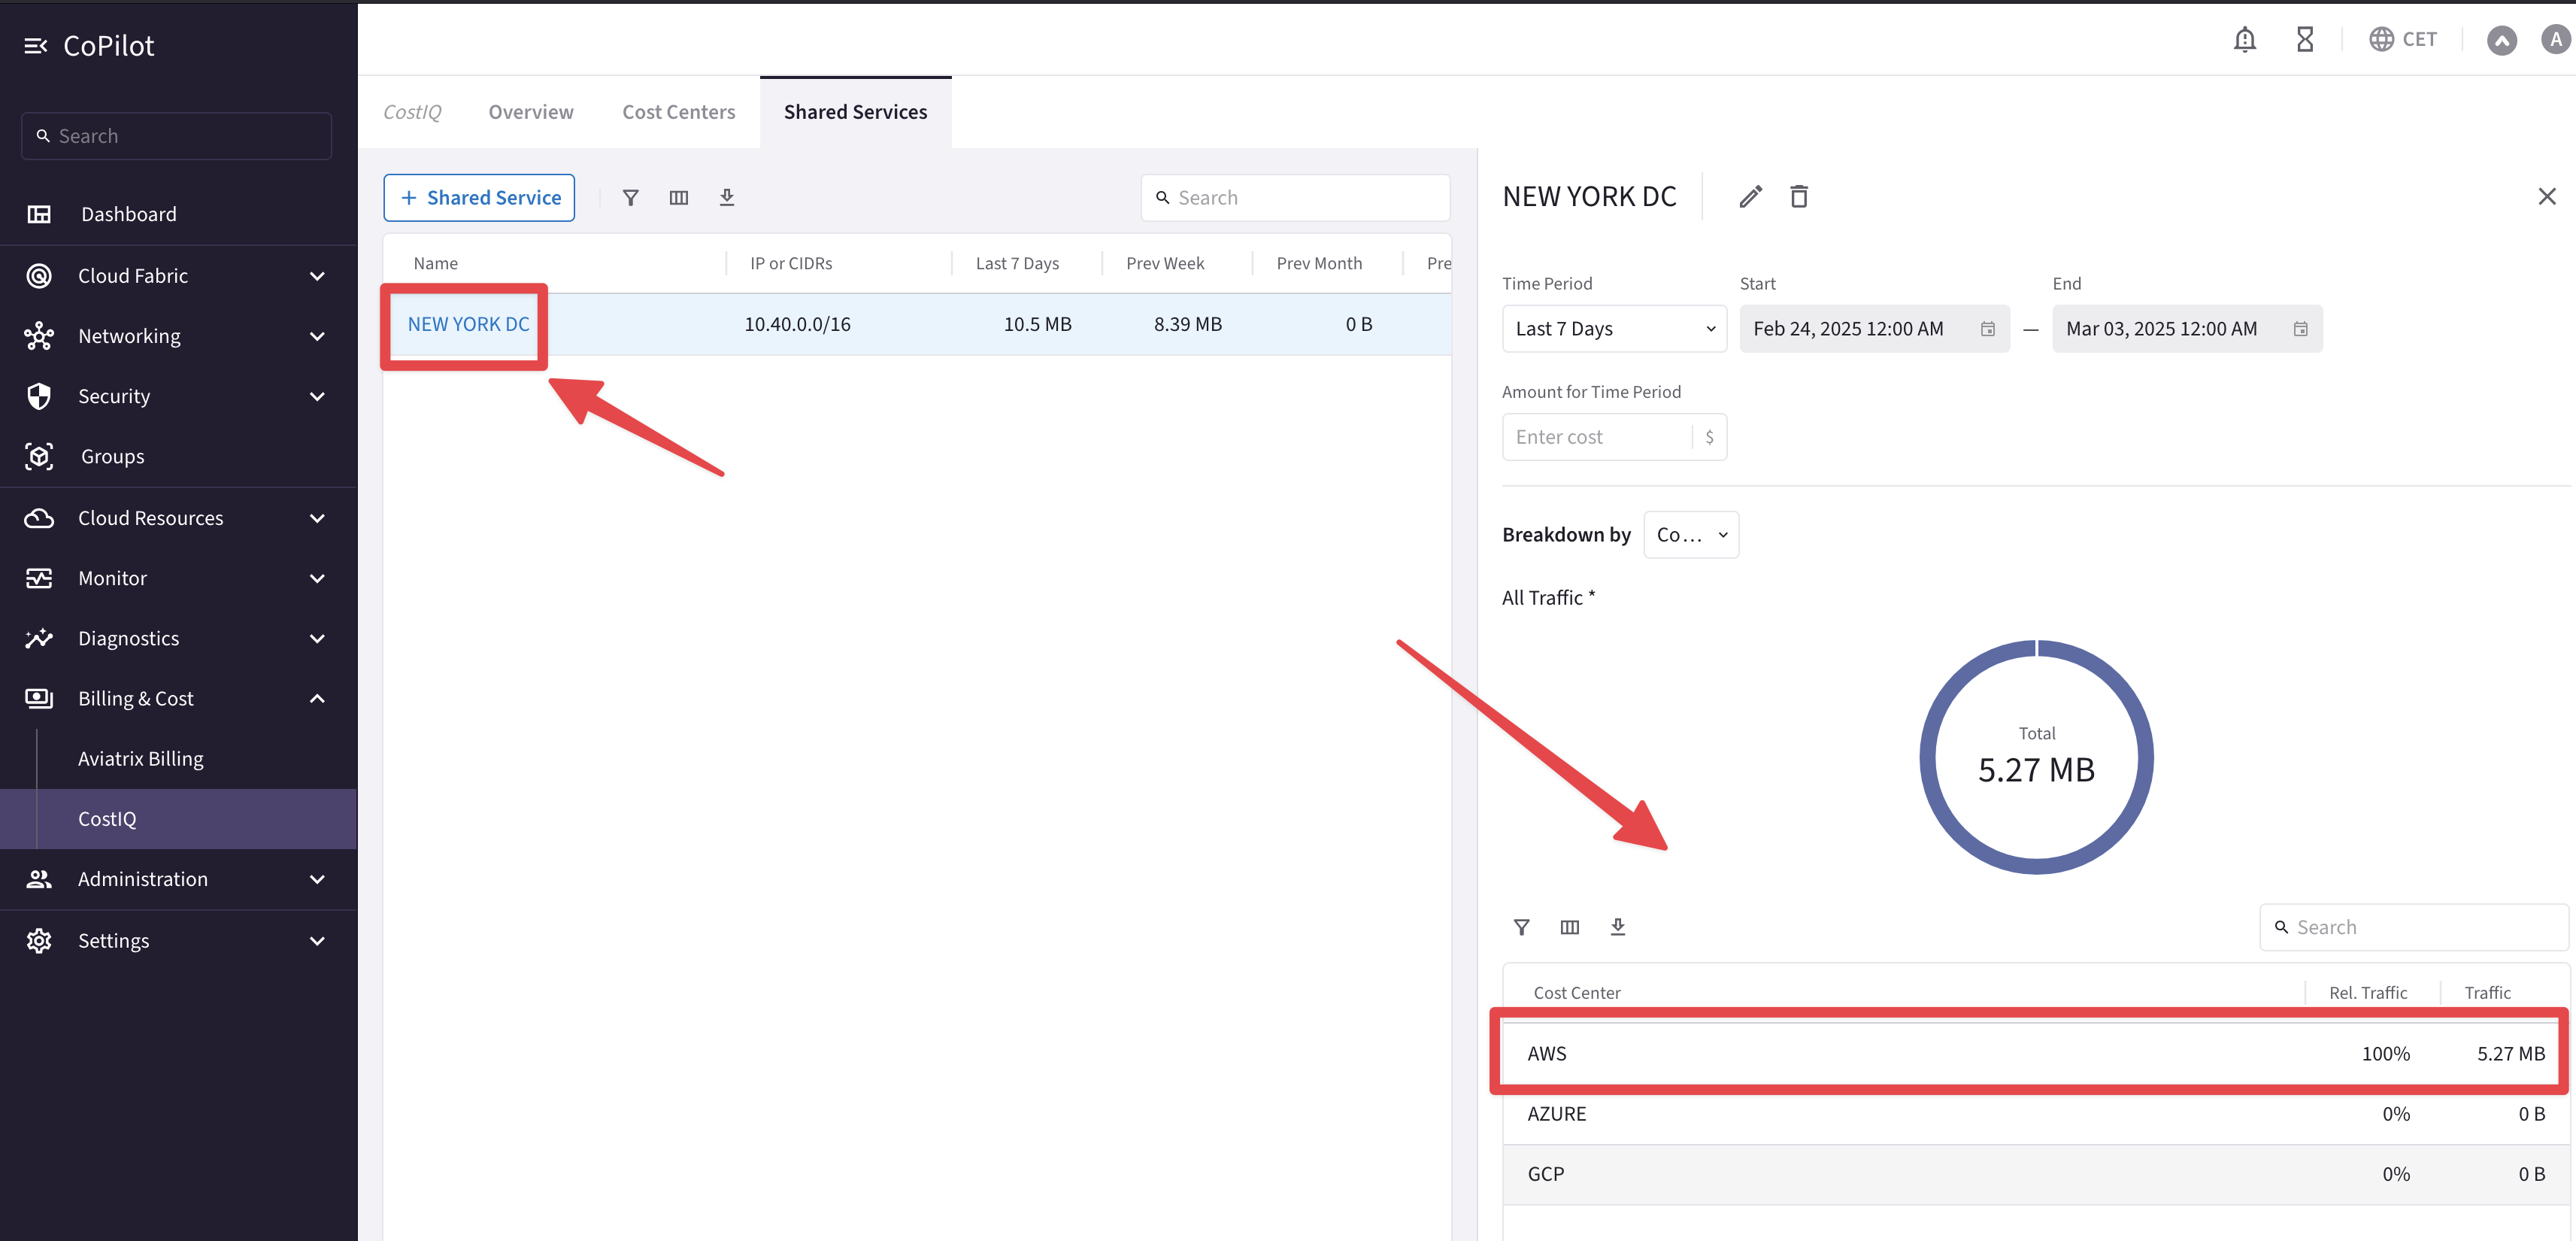 CoPilot
Search
Dashboard
Cloud Fabric
Networking
Security
Groups
Cloud Resources
Monitor
Diagnostics
Billing & Cost
Aviatrix Billing
CostIQ
Administration
Settings
CET
A
CostIQ Overview Cost Centers Shared Services
+ Shared Service
Search
Name IP or CIDRs Last 7 Days Prev Week Prev Month Pre
NEW YORK DC 10.40.0.0/16 10.5 MB 8.39 MB 0 B
NEW YORK DC
Time Period Start End
Last 7 Days Feb 24, 2025 12:00 AM — Mar 03, 2025 12:00 AM
Amount for Time Period
Enter cost $
Breakdown by Co...
All Traffic *
Total
5.27 MB
Search
Cost Center Rel. Traffic Traffic
AWS 100% 5.27 MB
AZURE 0% 0 B
GCP 0% 0 B